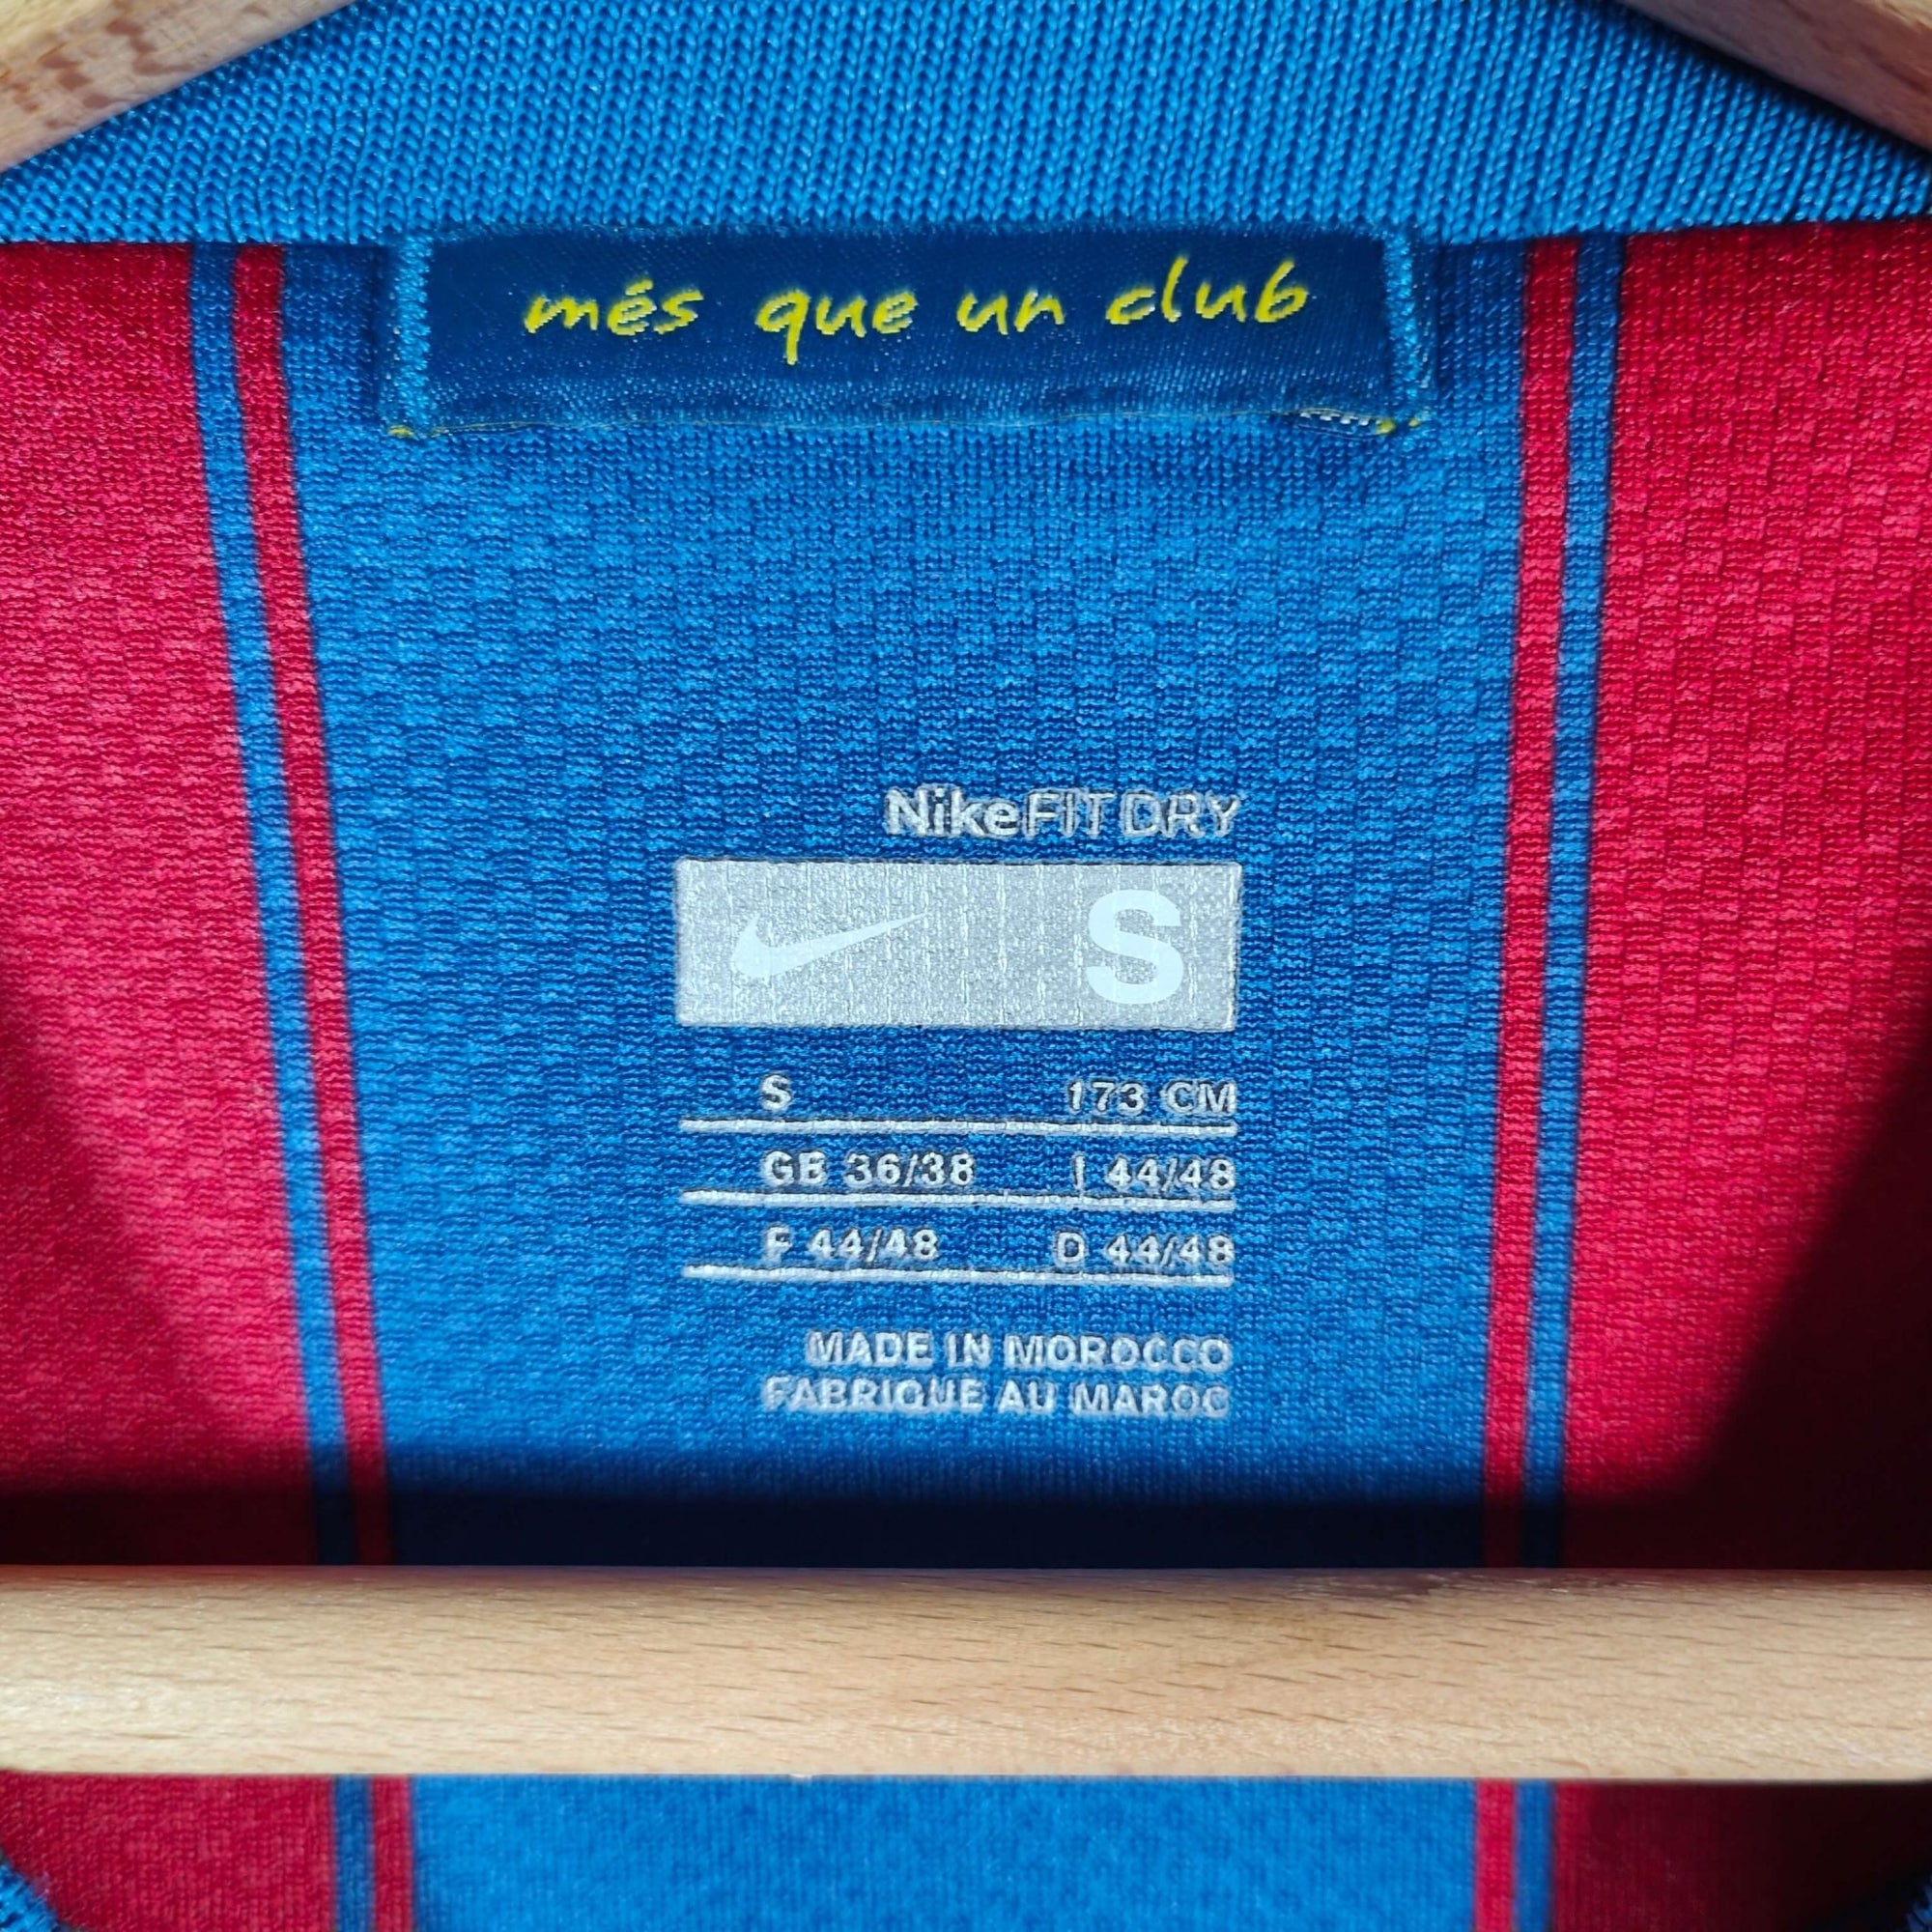 més que un club
NikeFIT DRY
S
S 173 CM
GB 36/38 I 44/48
F 44/48 D 44/48
MADE IN MOROCCO
FABRIQUE AU MAROC